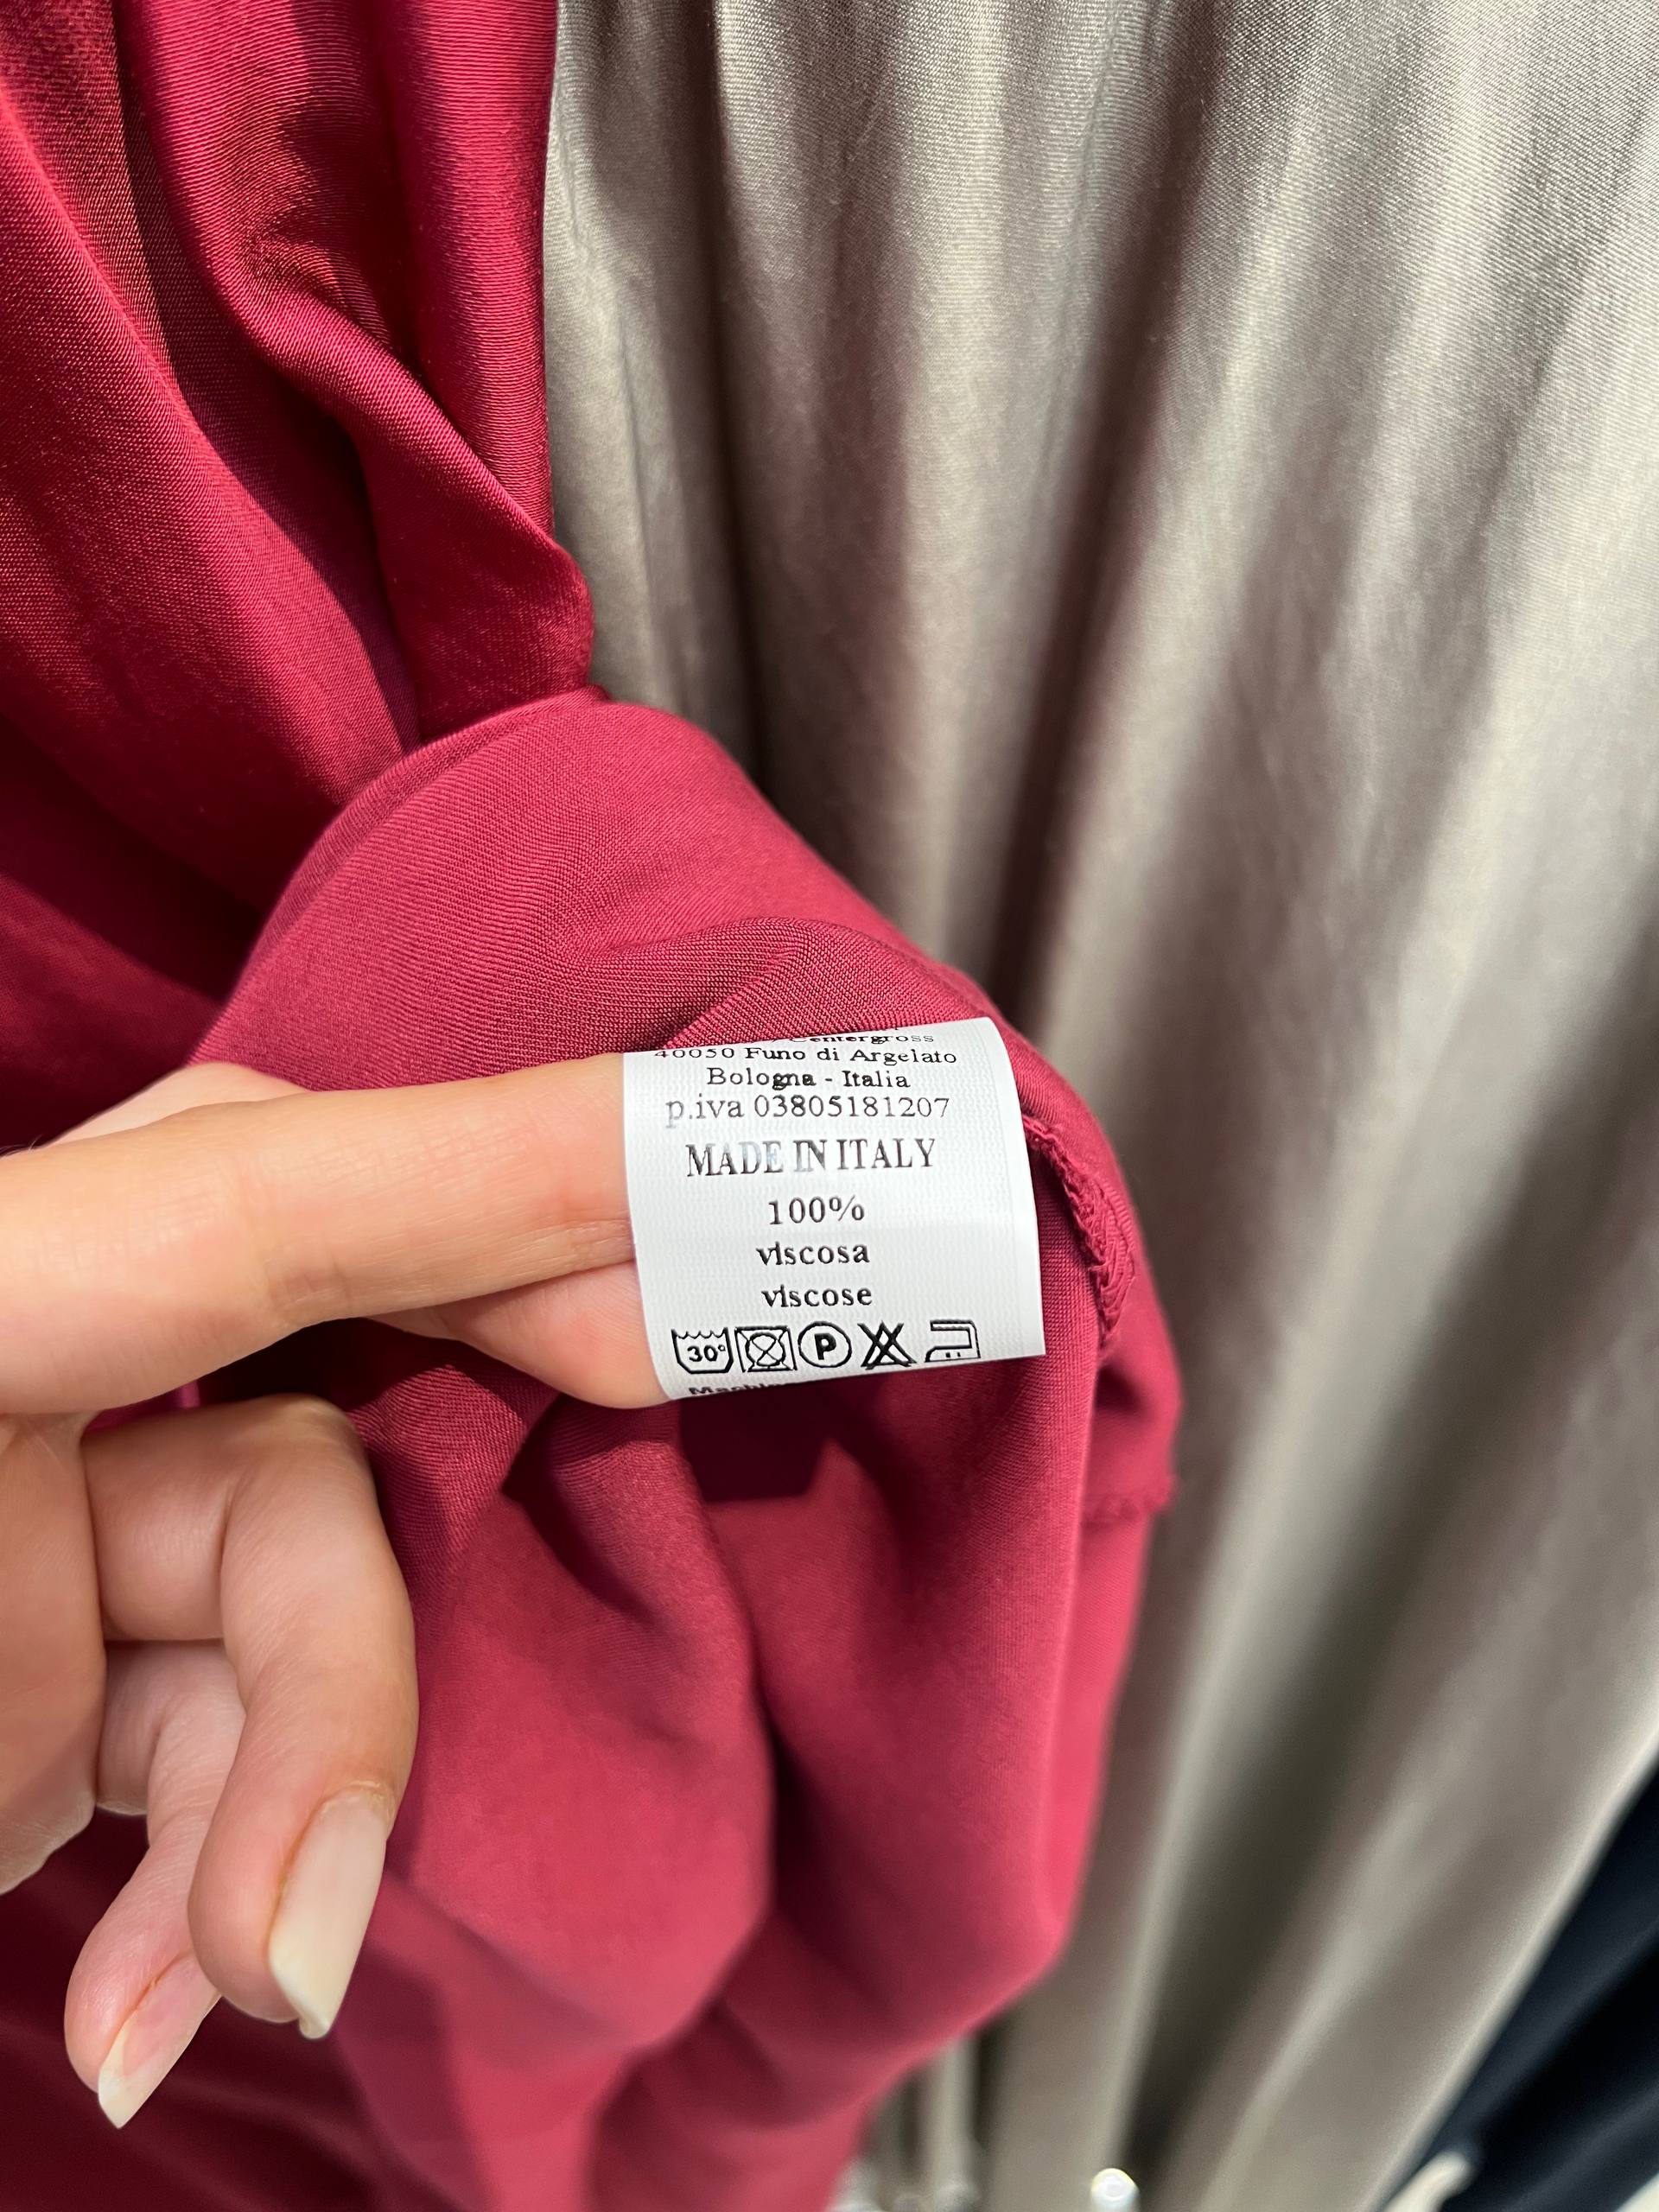 Centergross
40050 Funo di Argelato
Bologna - Italia
p.iva 03805181207
MADE IN ITALY
100%
viscosa
viscose
30° P